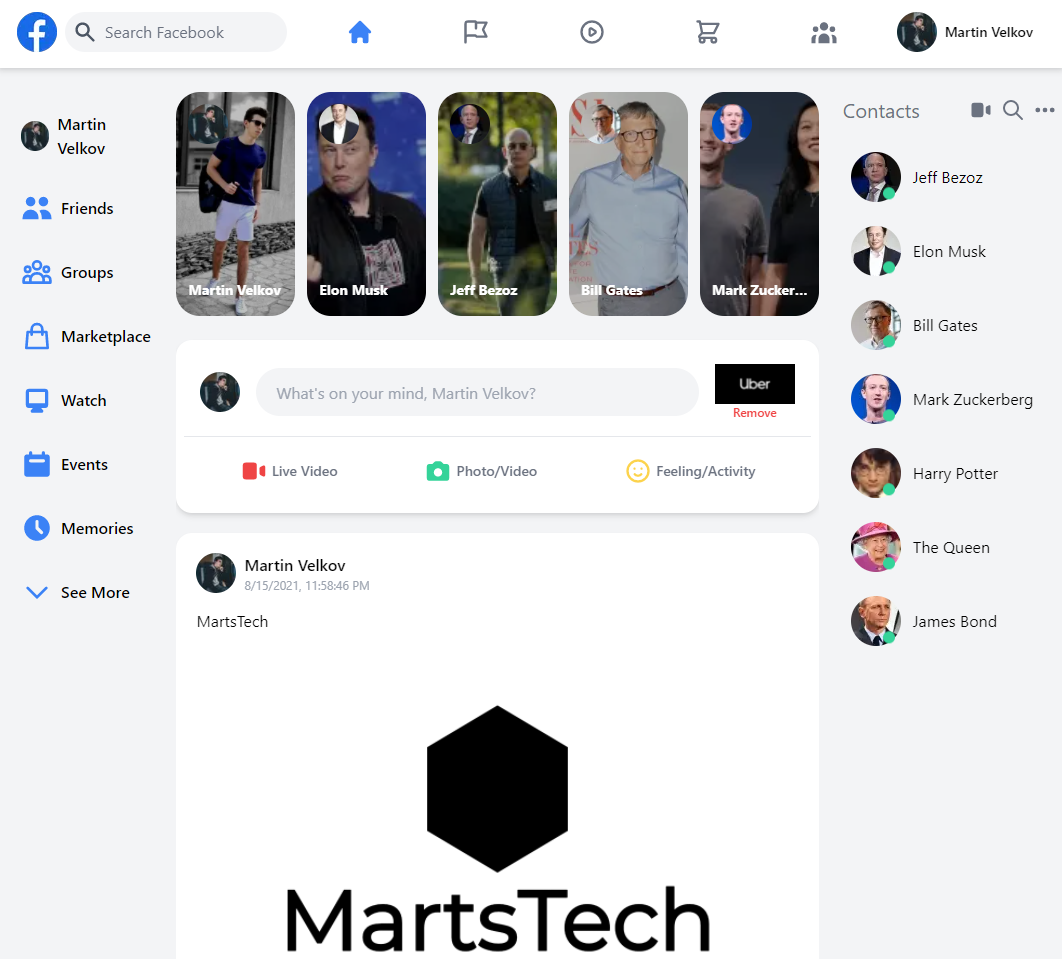 Search Facebook
Martin Velkov
Martin
Velkov
Friends
Groups
Marketplace
Watch
Events
Memories
See More
Martin Velkov
Elon Musk
Jeff Bezoz
Bill Gates
Mark Zucker...
What's on your mind, Martin Velkov?
Uber
Remove
Live Video
Photo/Video
Feeling/Activity
Martin Velkov
8/15/2021, 11:58:46 PM
MartsTech
MartsTech
Contacts
Jeff Bezoz
Elon Musk
Bill Gates
Mark Zuckerberg
Harry Potter
The Queen
James Bond